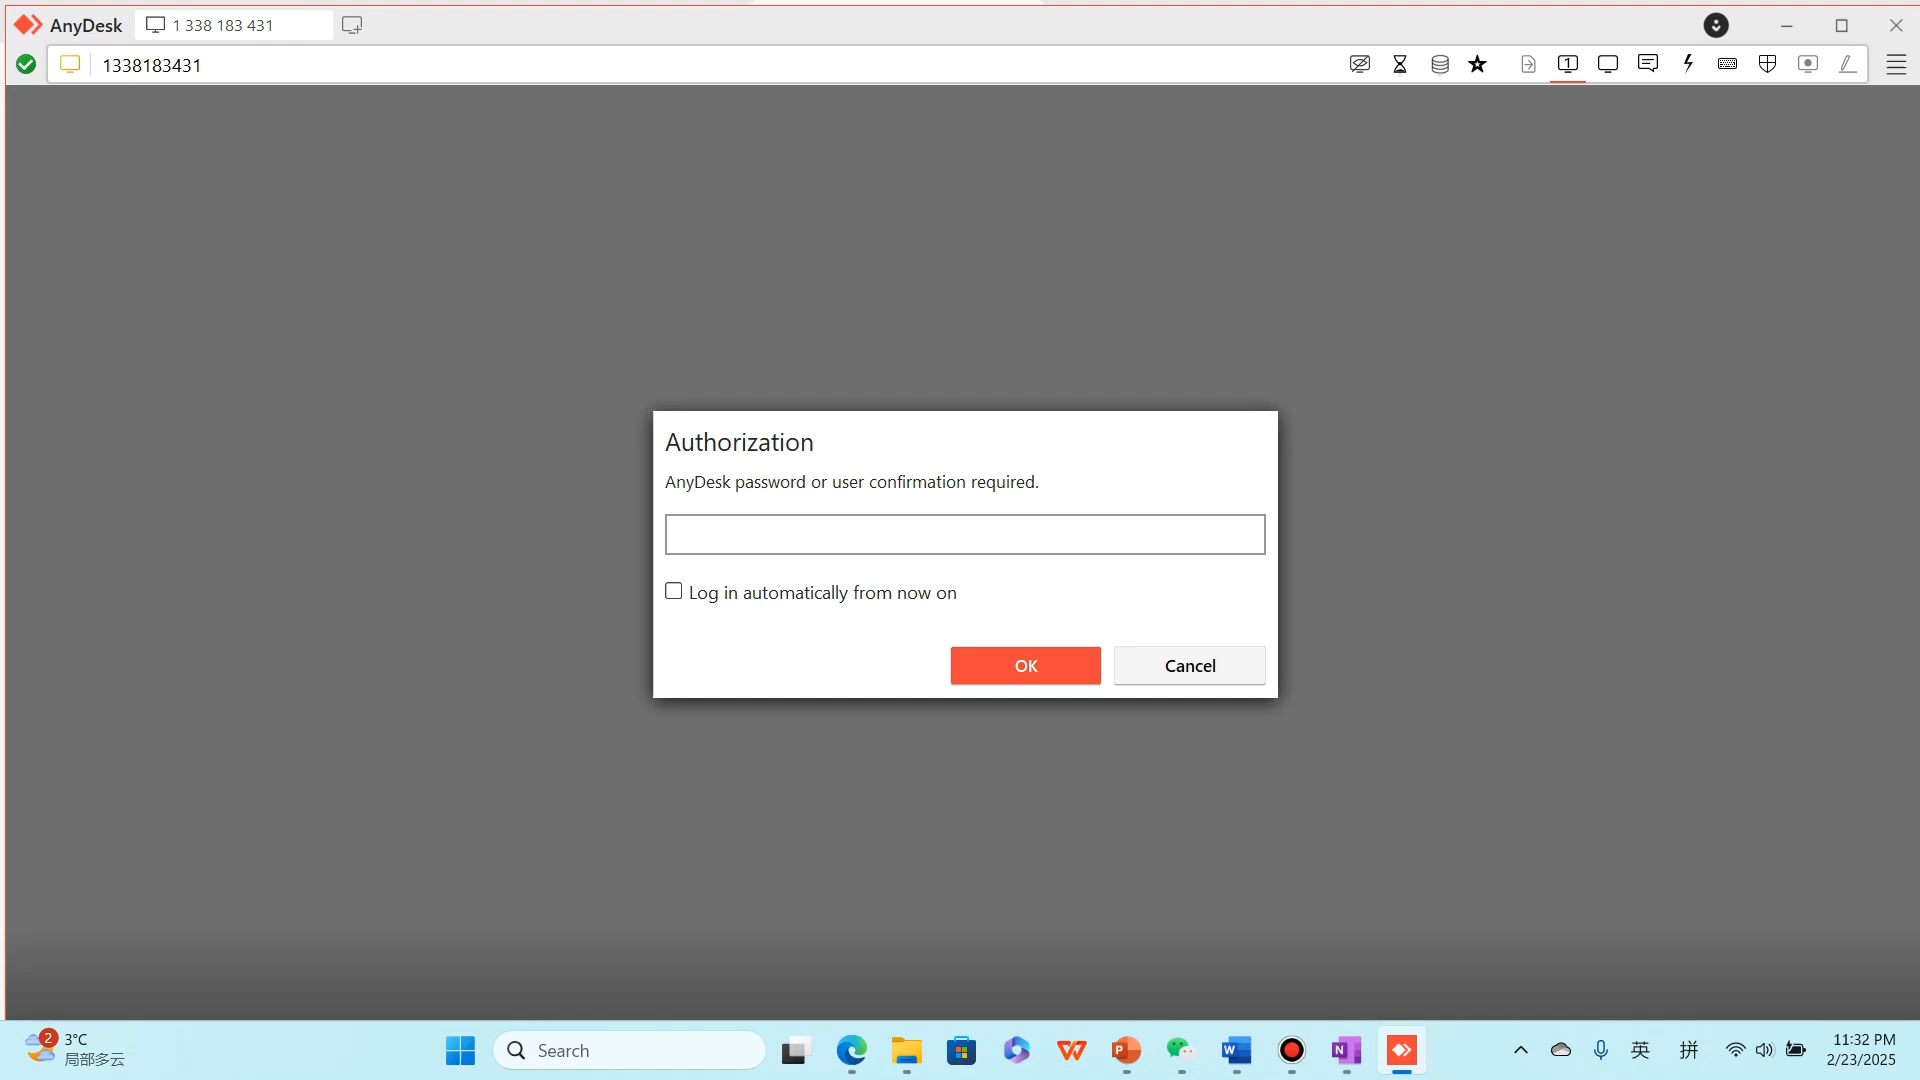 AnyDesk
1 338 183 431
1338183431
1
Authorization
AnyDesk password or user confirmation required.
Log in automatically from now on
OK
Cancel
2
3°C
局部多云
Search
P
W
N
英
拼
11:32 PM
2/23/2025